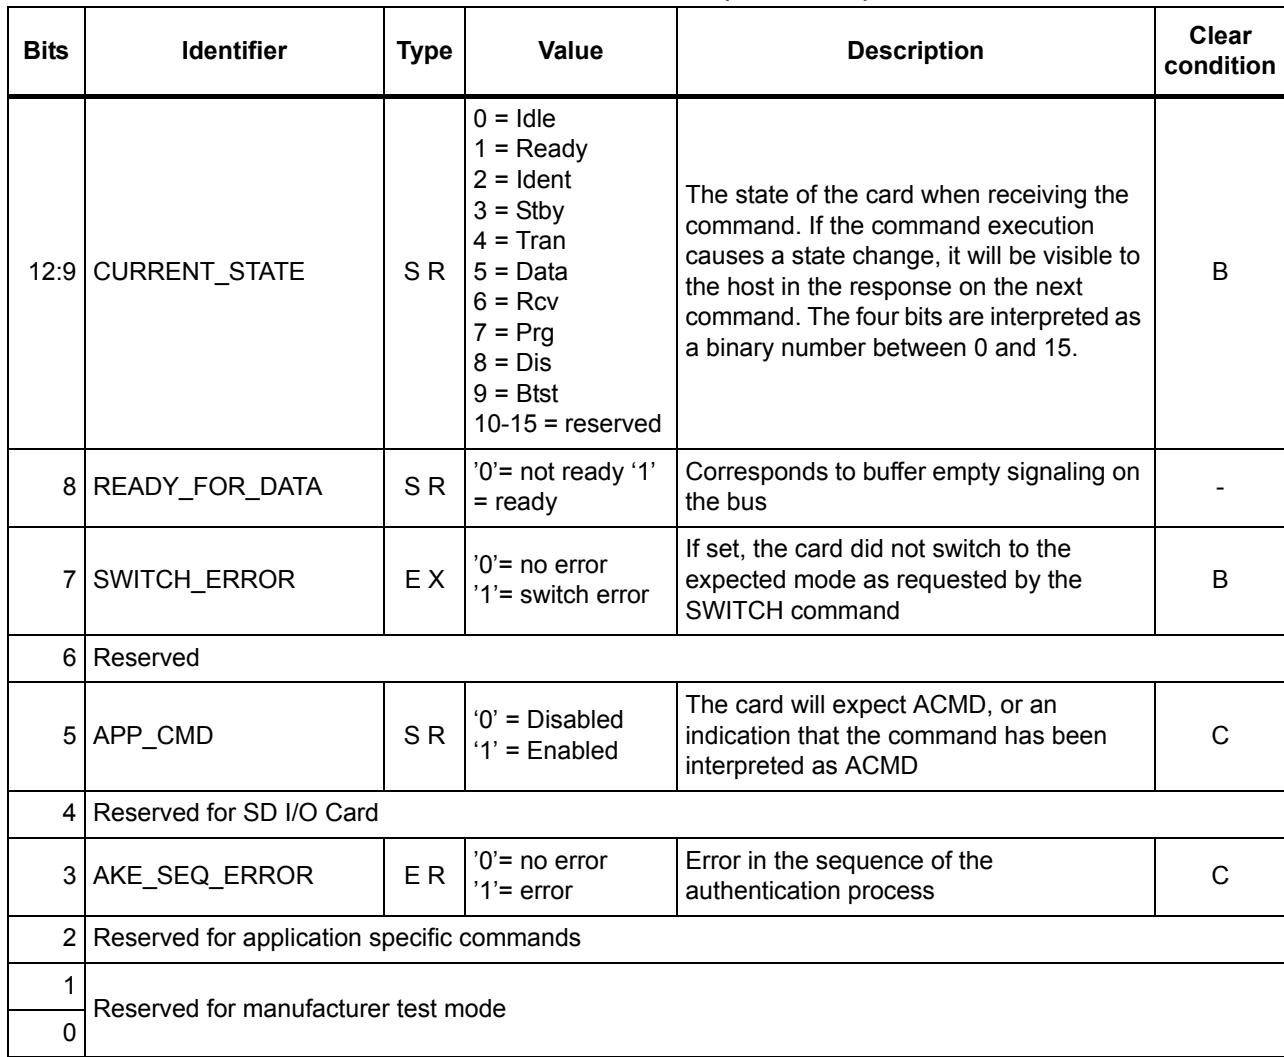 Bits Identifier Type Value Description Clear
condition
12:9 CURRENT_STATE S R
0 = Idle
1 = Ready
2 = Ident
3 = Stby
4 = Tran
5 = Data
6 = Rcv
7 = Prg
8 = Dis
9 = Btst
10-15 = reserved
The state of the card when receiving the
command. If the command execution
causes a state change, it will be visible to
the host in the response on the next
command. The four bits are interpreted as
a binary number between 0 and 15.
B
8 READY_FOR_DATA S R
’0’= not ready ‘1’
= ready
Corresponds to buffer empty signaling on
the bus
-
7 SWITCH_ERROR E X
’0’= no error
’1’= switch error
If set, the card did not switch to the
expected mode as requested by the
SWITCH command
B
6 Reserved
5 APP_CMD S R
‘0’ = Disabled
‘1’ = Enabled
The card will expect ACMD, or an
indication that the command has been
interpreted as ACMD
C
4 Reserved for SD I/O Card
3 AKE_SEQ_ERROR E R
’0’= no error
’1’= error
Error in the sequence of the
authentication process
C
2 Reserved for application specific commands
1
Reserved for manufacturer test mode
0